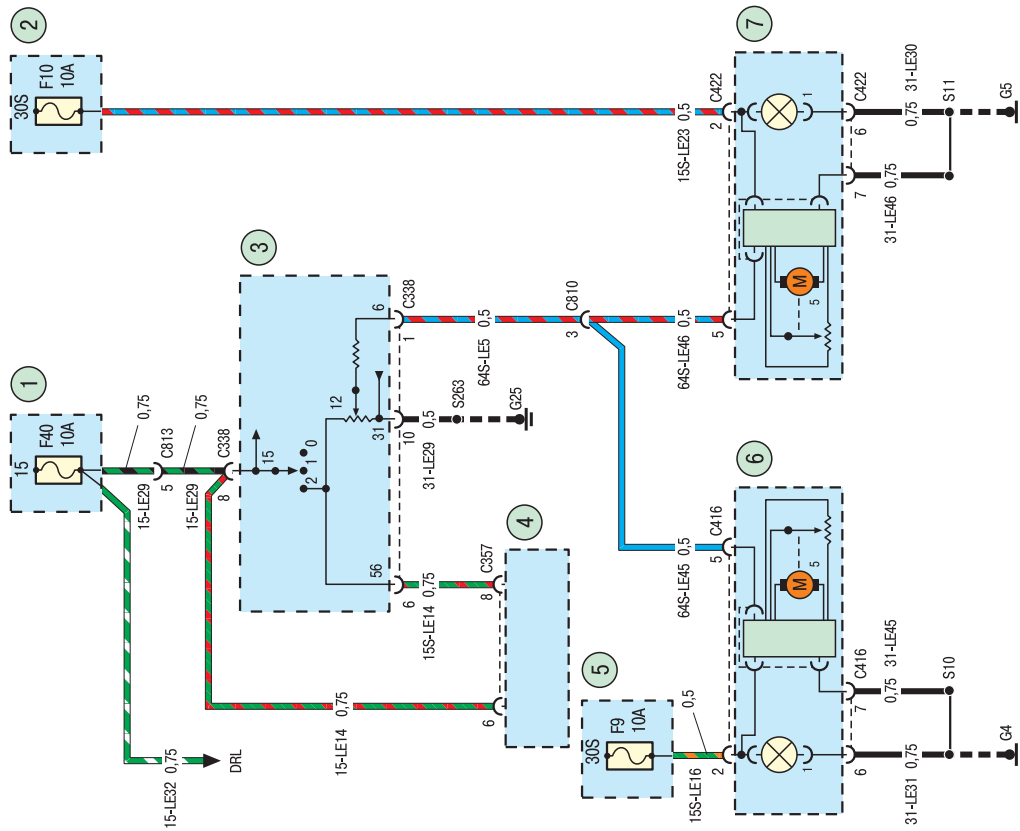 2
30S
F10
10A
1
15
F40
10A
0,75
C813
5
15-LE29
0,75
15-LE29
C338
8
15-LE32 0,75
DRL
15-LE14 0,75
3
15
2 1 0
12
31
6
56
C338
1
10
6
64S-LE5 0,5
31-LE29 0,5
S263
G25
15S-LE14 0,75
C357
8
6
4
C810
3
15S-LE23 0,5
C422
2
64S-LE46 0,5
5
7
1
M
5
C422
6
7
31-LE30
0,75
31-LE46 0,75
S11
G5
5
30S
F9
10A
0,5
15S-LE16
2
64S-LE45 0,5
C416
5
6
1
M
5
C416
7
6
31-LE45
0,75
31-LE31 0,75
S10
G4